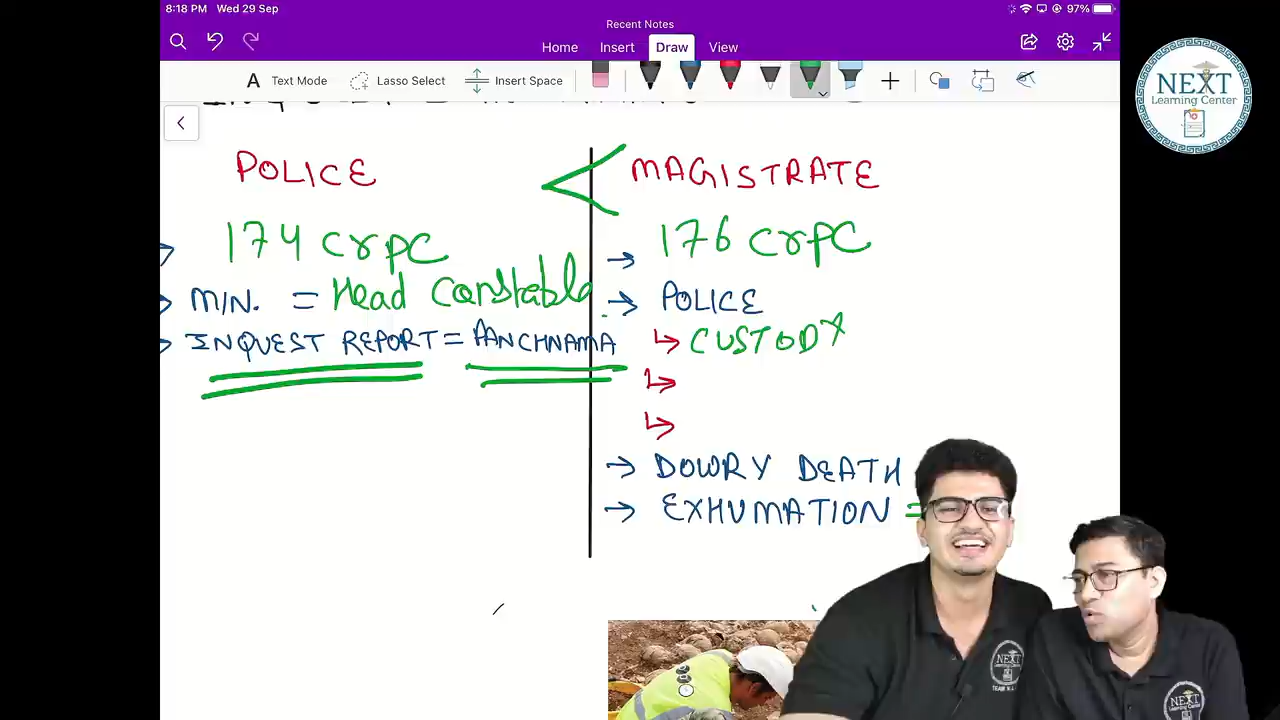 8:18 PM Wed 29 Sep
97%
Recent Notes
Home Insert Draw View
Text Mode Lasso Select Insert Space
NEXT
Learning Center
POLICE
174 CrPC
MIN. = Head Constable
INQUEST REPORT = PANCHNAMA
< MAGISTRATE
→ 176 CrPC
→ POLICE
↳ CUSTODY
↳
↳
→ DOWRY DEATH
→ EXHUMATION =
NEXT
NEXT